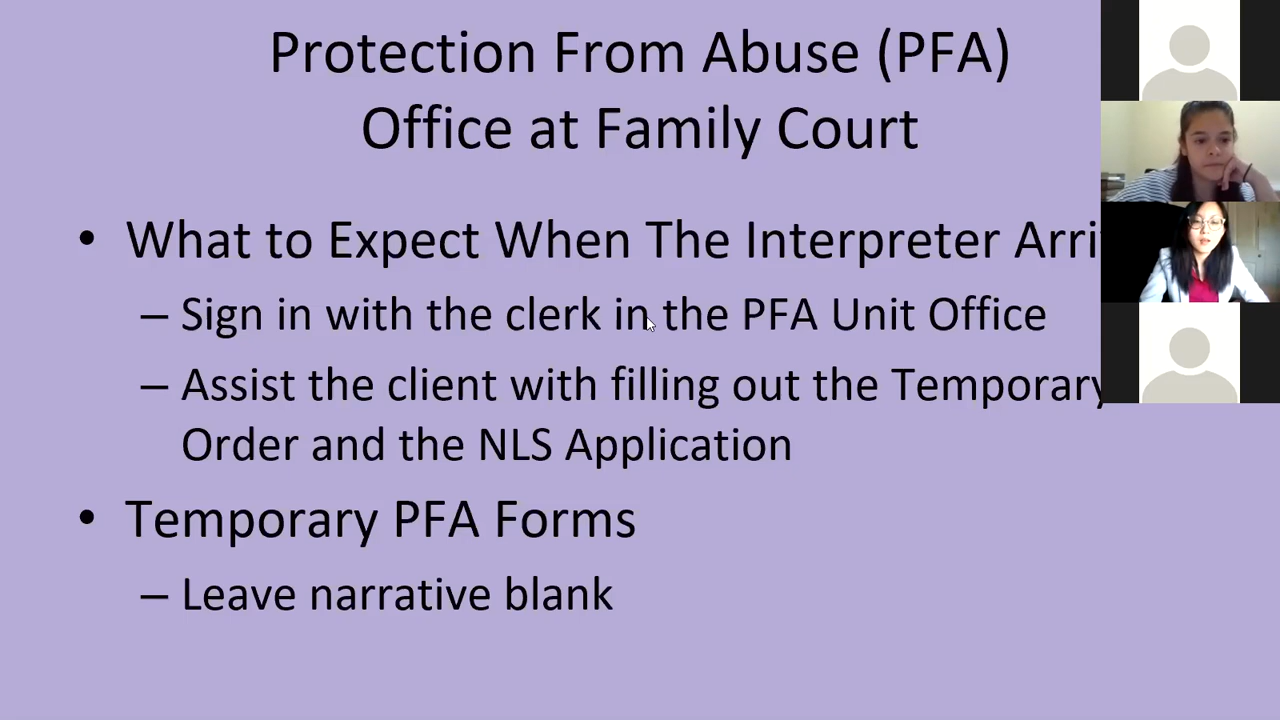 Protection From Abuse (PFA)
Office at Family Court
• What to Expect When The Interpreter
– Sign in with the clerk in the PFA Unit Office
– Assist the client with filling out the Temporary
Order and the NLS Application
• Temporary PFA Forms
– Leave narrative blank